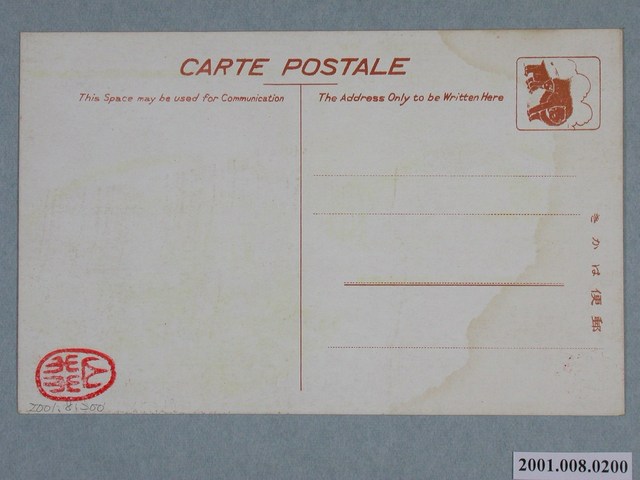 CARTE POSTALE
This Space may be used for Communication
The Address Only to be Written Here
きかは便郵
2001.8.200
2001.008.0200